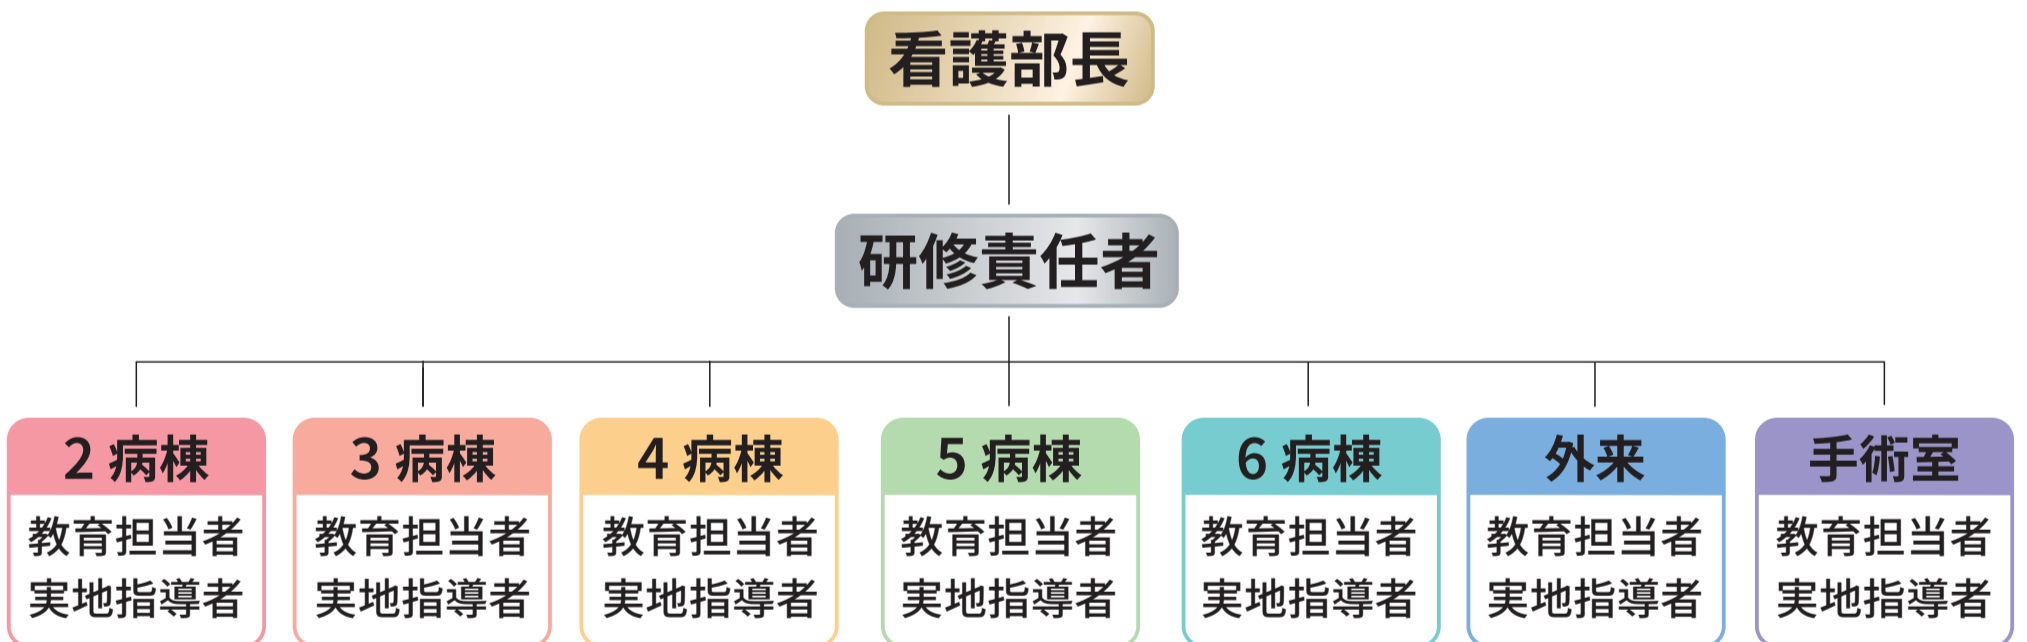 看護部長
研修責任者
2 病棟
教育担当者
実地指導者
3 病棟
教育担当者
実地指導者
4 病棟
教育担当者
実地指導者
5 病棟
教育担当者
実地指導者
6 病棟
教育担当者
実地指導者
外来
教育担当者
実地指導者
手術室
教育担当者
実地指導者